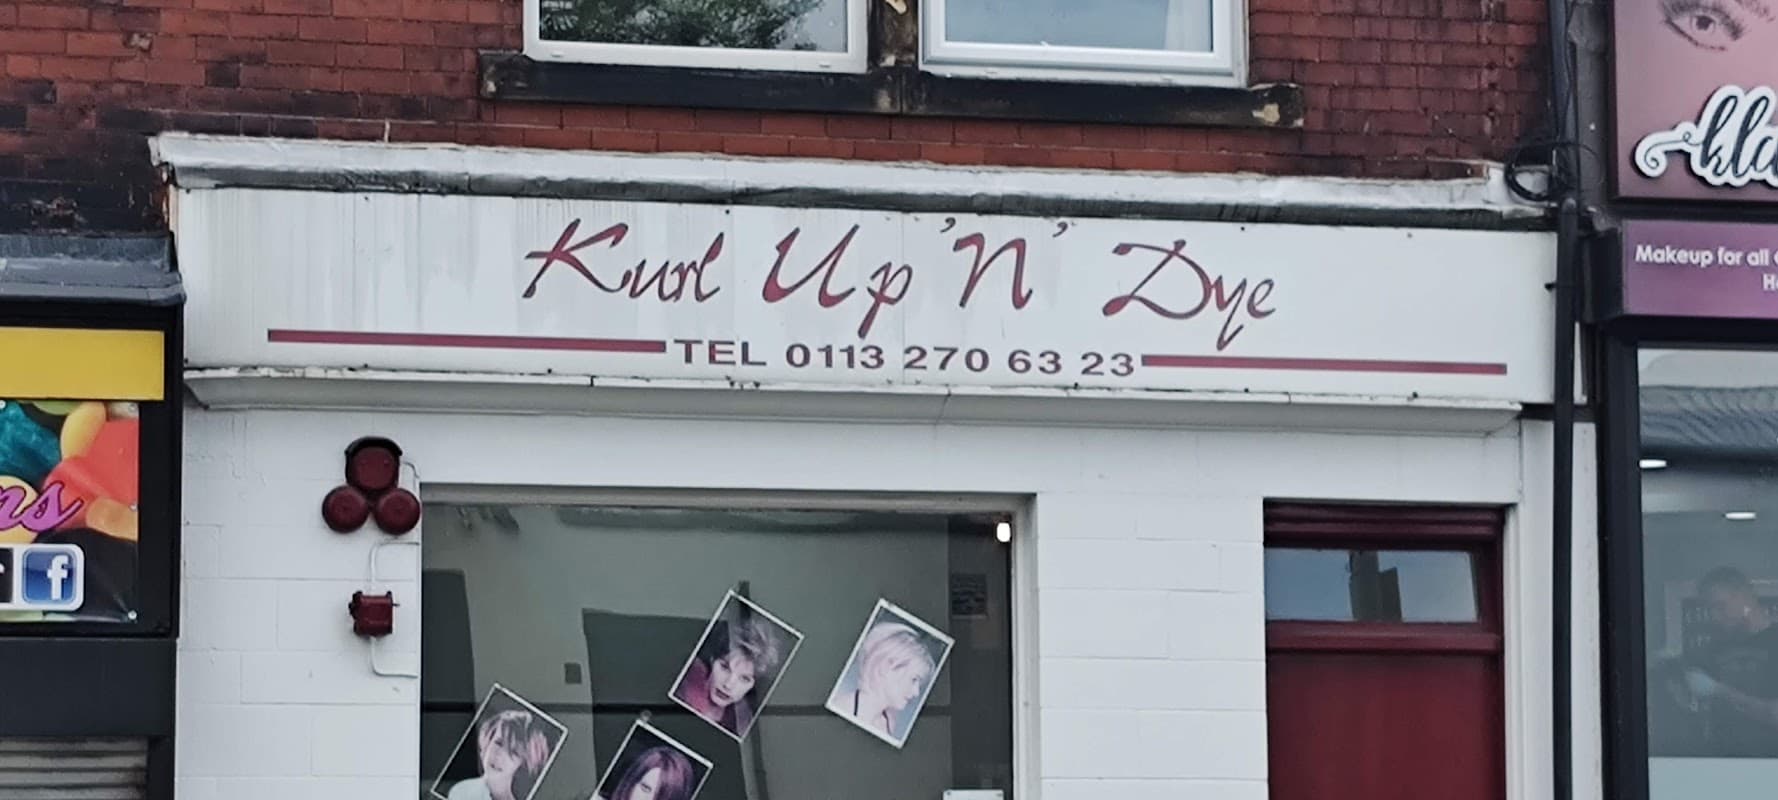 Kurl Up 'N' Dye
TEL 0113 270 63 23
Makeup for all
f